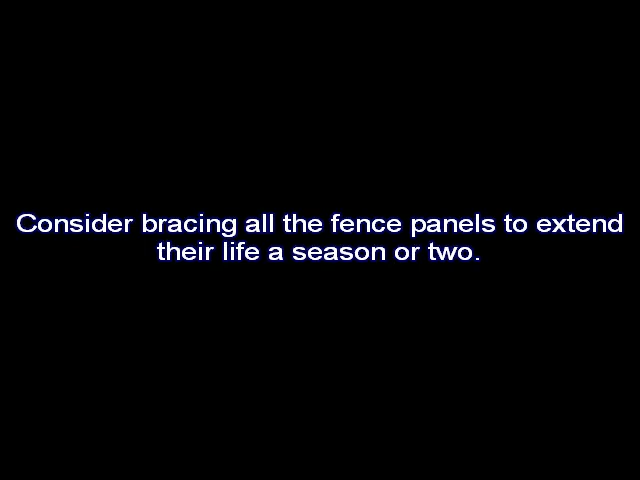 Consider bracing all the fence panels to extend
their life a season or two.